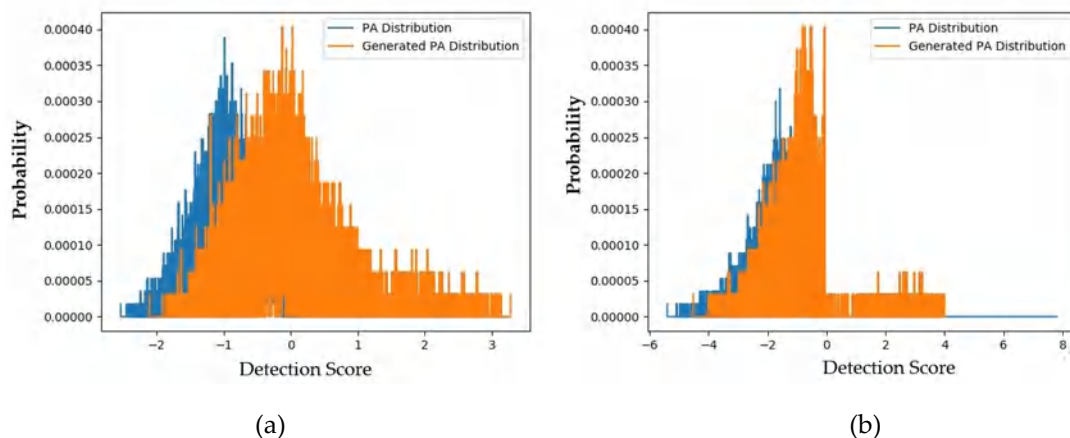 0.00040
0.00035
0.00030
0.00025
0.00020
0.00015
0.00010
0.00005
0.00000
Probability
PA Distribution
Generated PA Distribution
−2 −1 0 1 2 3
Detection Score
(a)
0.00040
0.00035
0.00030
0.00025
0.00020
0.00015
0.00010
0.00005
0.00000
Probability
PA Distribution
Generated PA Distribution
−6 −4 −2 0 2 4 6 8
Detection Score
(b)